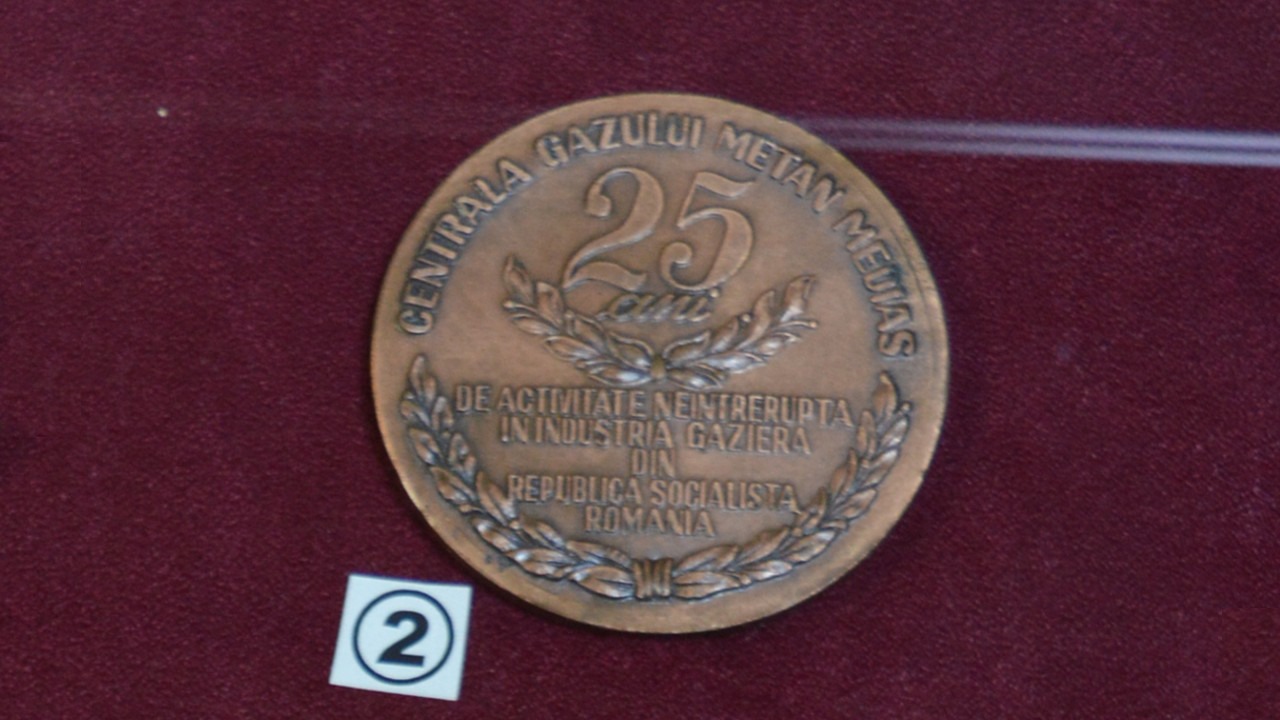 CENTRALA GAZULUI METAN MEDIAS
25
ani
DE ACTIVITATE NEINTRERUPTA
IN INDUSTRIA GAZIERA
DIN
REPUBLICA SOCIALISTA
ROMANIA
2